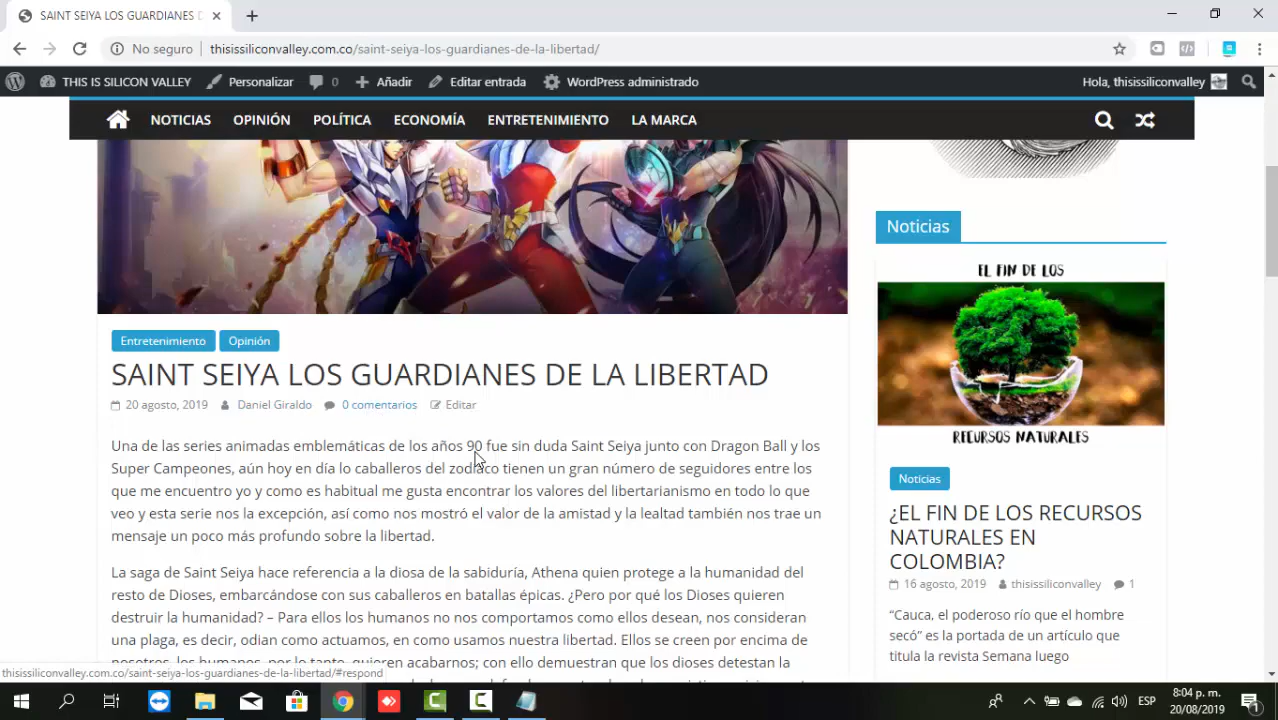 SAINT SEIYA LOS GUARDIANES D
No seguro
thisissiliconvalley.com.co/saint-seiya-los-guardianes-de-la-libertad/
THIS IS SILICON VALLEY
Personalizar
0
Añadir
Editar entrada
WordPress administrado
Hola, thisissiliconvalley
NOTICIAS
OPINIÓN
POLÍTICA
ECONOMÍA
ENTRETENIMIENTO
LA MARCA
Entretenimiento
Opinión
SAINT SEIYA LOS GUARDIANES DE LA LIBERTAD
20 agosto, 2019
Daniel Giraldo
0 comentarios
Editar
Una de las series animadas emblemáticas de los años 90 fue sin duda Saint Seiya junto con Dragon Ball y los
Super Campeones, aún hoy en día lo caballeros del zodiaco tienen un gran número de seguidores entre los
que me encuentro yo y como es habitual me gusta encontrar los valores del libertarianismo en todo lo que
veo y esta serie nos la excepción, así como nos mostró el valor de la amistad y la lealtad también nos trae un
mensaje un poco más profundo sobre la libertad.
La saga de Saint Seiya hace referencia a la diosa de la sabiduría, Athena quien protege a la humanidad del
resto de Dioses, embarcándose con sus caballeros en batallas épicas. ¿Pero por qué los Dioses quieren
destruir la humanidad? – Para ellos los humanos no nos comportamos como ellos desean, nos consideran
una plaga, es decir, odian como actuamos, en como usamos nuestra libertad. Ellos se creen por encima de
nosotros, los humanos, por lo tanto, quieren acabarnos; con ello demuestran que los dioses detestan la
Noticias
EL FIN DE LOS
RECURSOS NATURALES
Noticias
¿EL FIN DE LOS RECURSOS
NATURALES EN
COLOMBIA?
16 agosto, 2019
thisissiliconvalley
1
“Cauca, el poderoso río que el hombre
secó” es la portada de un artículo que
titula la revista Semana luego
thisissiliconvalley.com.co/saint-seiya-los-guardianes-de-la-libertad/#respond
ESP
8:04 p. m.
20/08/2019
1